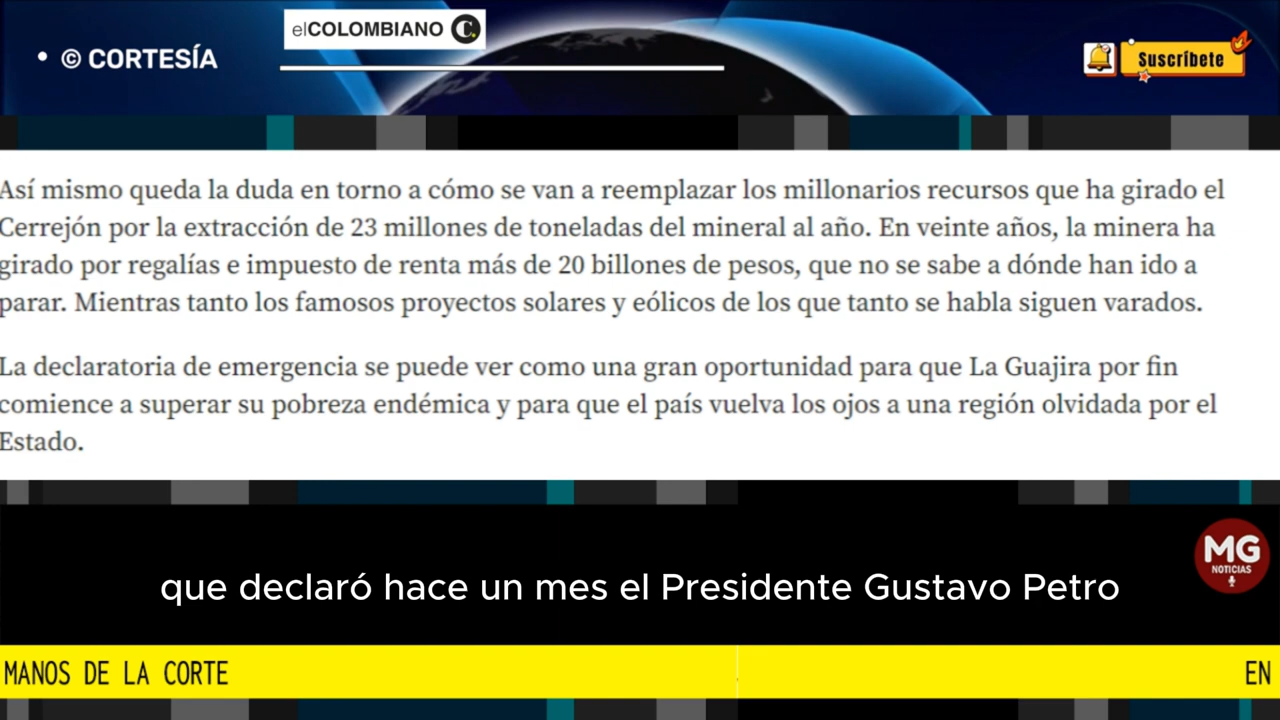 • © CORTESÍA
elCOLOMBIANO C.
Suscríbete
Así mismo queda la duda en torno a cómo se van a reemplazar los millonarios recursos que ha girado el
Cerrejón por la extracción de 23 millones de toneladas del mineral al año. En veinte años, la minera ha
girado por regalías e impuesto de renta más de 20 billones de pesos, que no se sabe a dónde han ido a
parar. Mientras tanto los famosos proyectos solares y eólicos de los que tanto se habla siguen varados.
La declaratoria de emergencia se puede ver como una gran oportunidad para que La Guajira por fin
comience a superar su pobreza endémica y para que el país vuelva los ojos a una región olvidada por el
Estado.
MG
NOTICIAS
que declaró hace un mes el Presidente Gustavo Petro
MANOS DE LA CORTE
EN